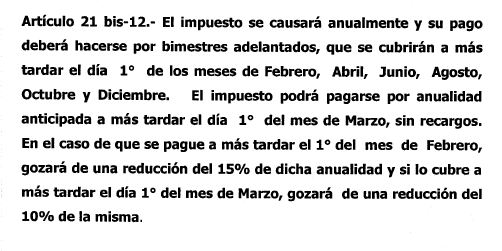 Artículo 21 bis-12.- El impuesto se causará anualmente y su pago
deberá hacerse por bimestres adelantados, que se cubrirán a más
tardar el día 1° de los meses de Febrero, Abril, Junio, Agosto,
Octubre y Diciembre. El impuesto podrá pagarse por anualidad
anticipada a más tardar el día 1° del mes de Marzo, sin recargos.
En el caso de que se pague a más tardar el 1° del mes de Febrero,
gozará de una reducción del 15% de dicha anualidad y si lo cubre a
más tardar el día 1° del mes de Marzo, gozará de una reducción del
10% de la misma.